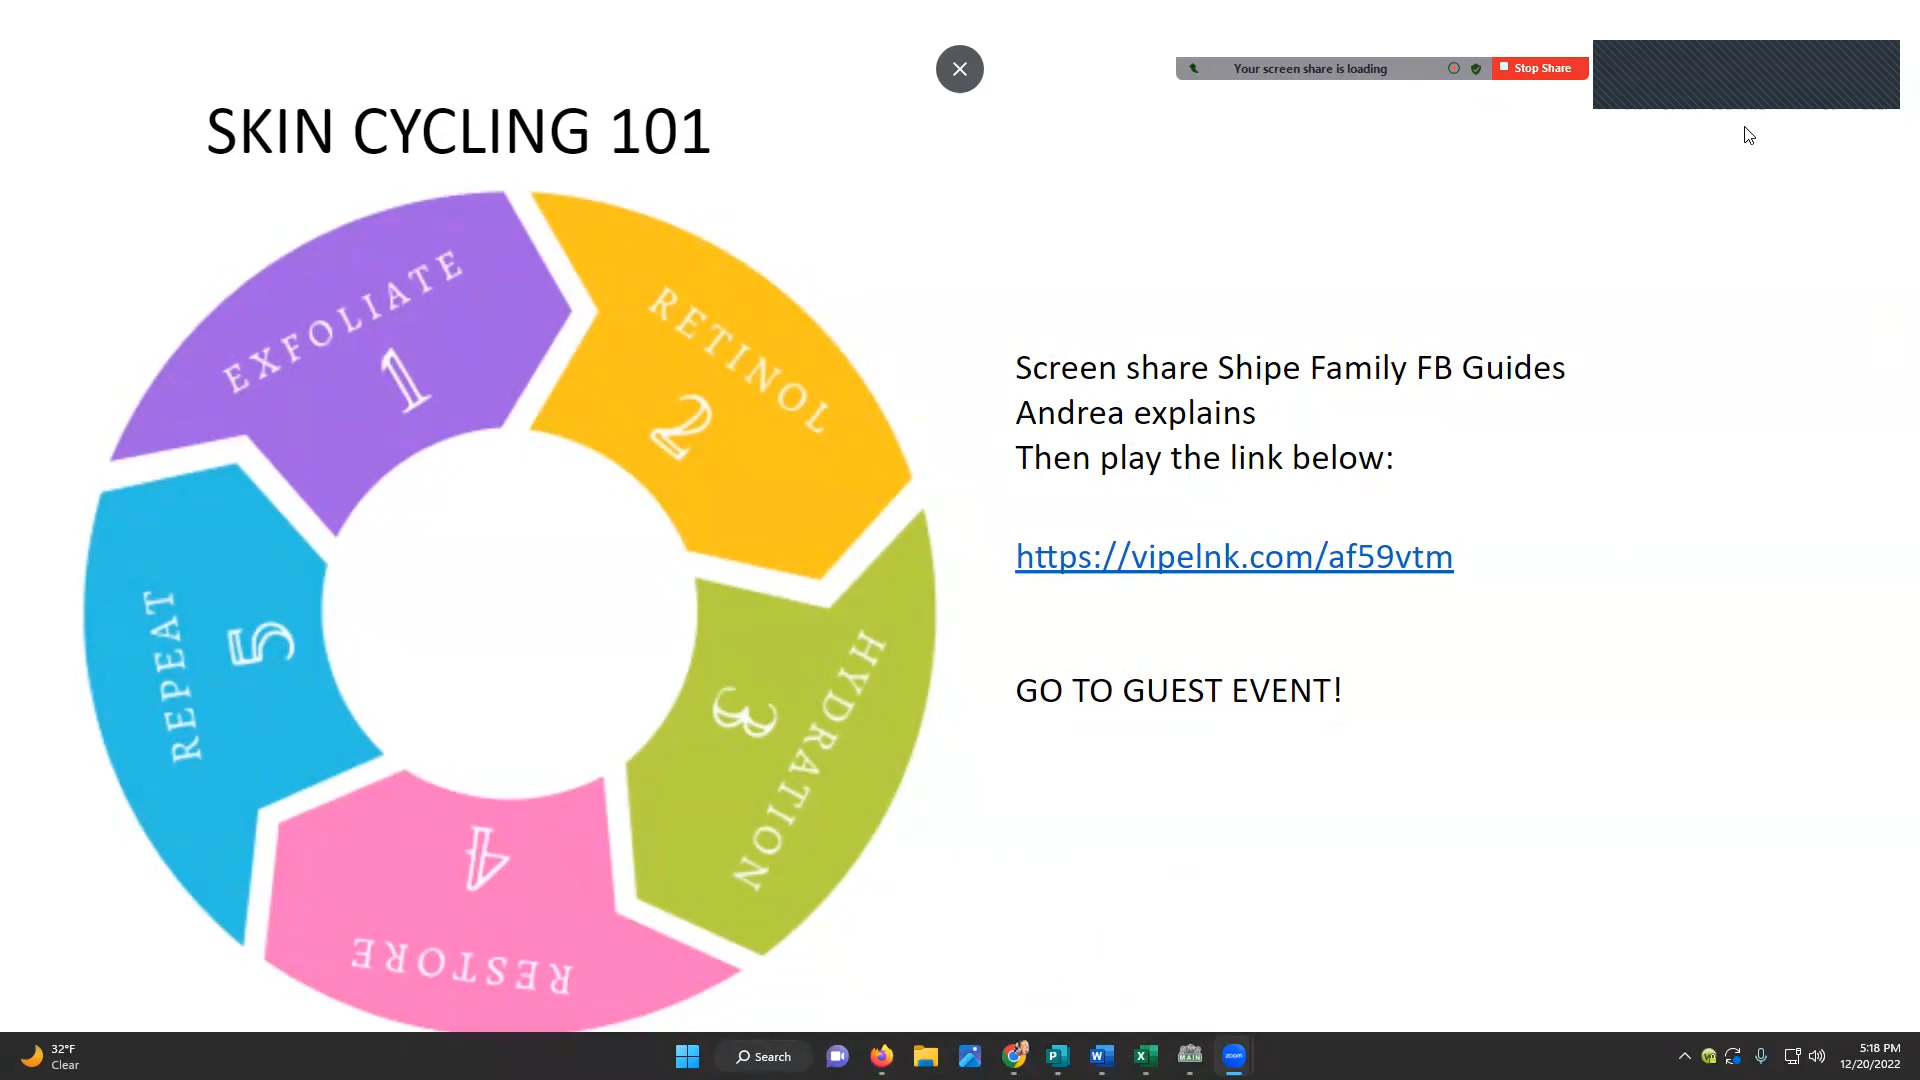 Your screen share is loading
Stop Share
SKIN CYCLING 101
EXFOLIATE
1
RETINOL
2
HYDRATION
3
RESTORE
4
REPEAT
5
Screen share Shipe Family FB Guides
Andrea explains
Then play the link below:
https://vipelnk.com/af59vtm
GO TO GUEST EVENT!
32°F
Clear
Search
zoom
5:18 PM
12/20/2022